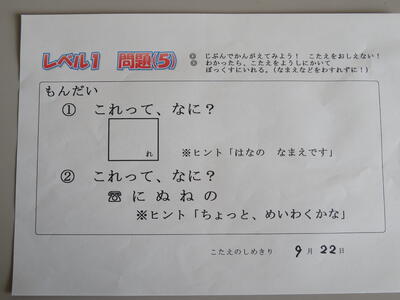 レベル1 問題(5)
◎ じぶんでかんがえてみよう! こたえをおしえない!
◎ わかったら、こたえをようしにかいて
ぼっくすにいれる。(なまえなどをわすれずに!)
もんだい
① これって、なに?
れ
※ヒント「はなの なまえです」
② これって、なに?
☎ に ぬ ね の
※ヒント「ちょっと、めいわくかな」
こたえのしめきり 9月22日